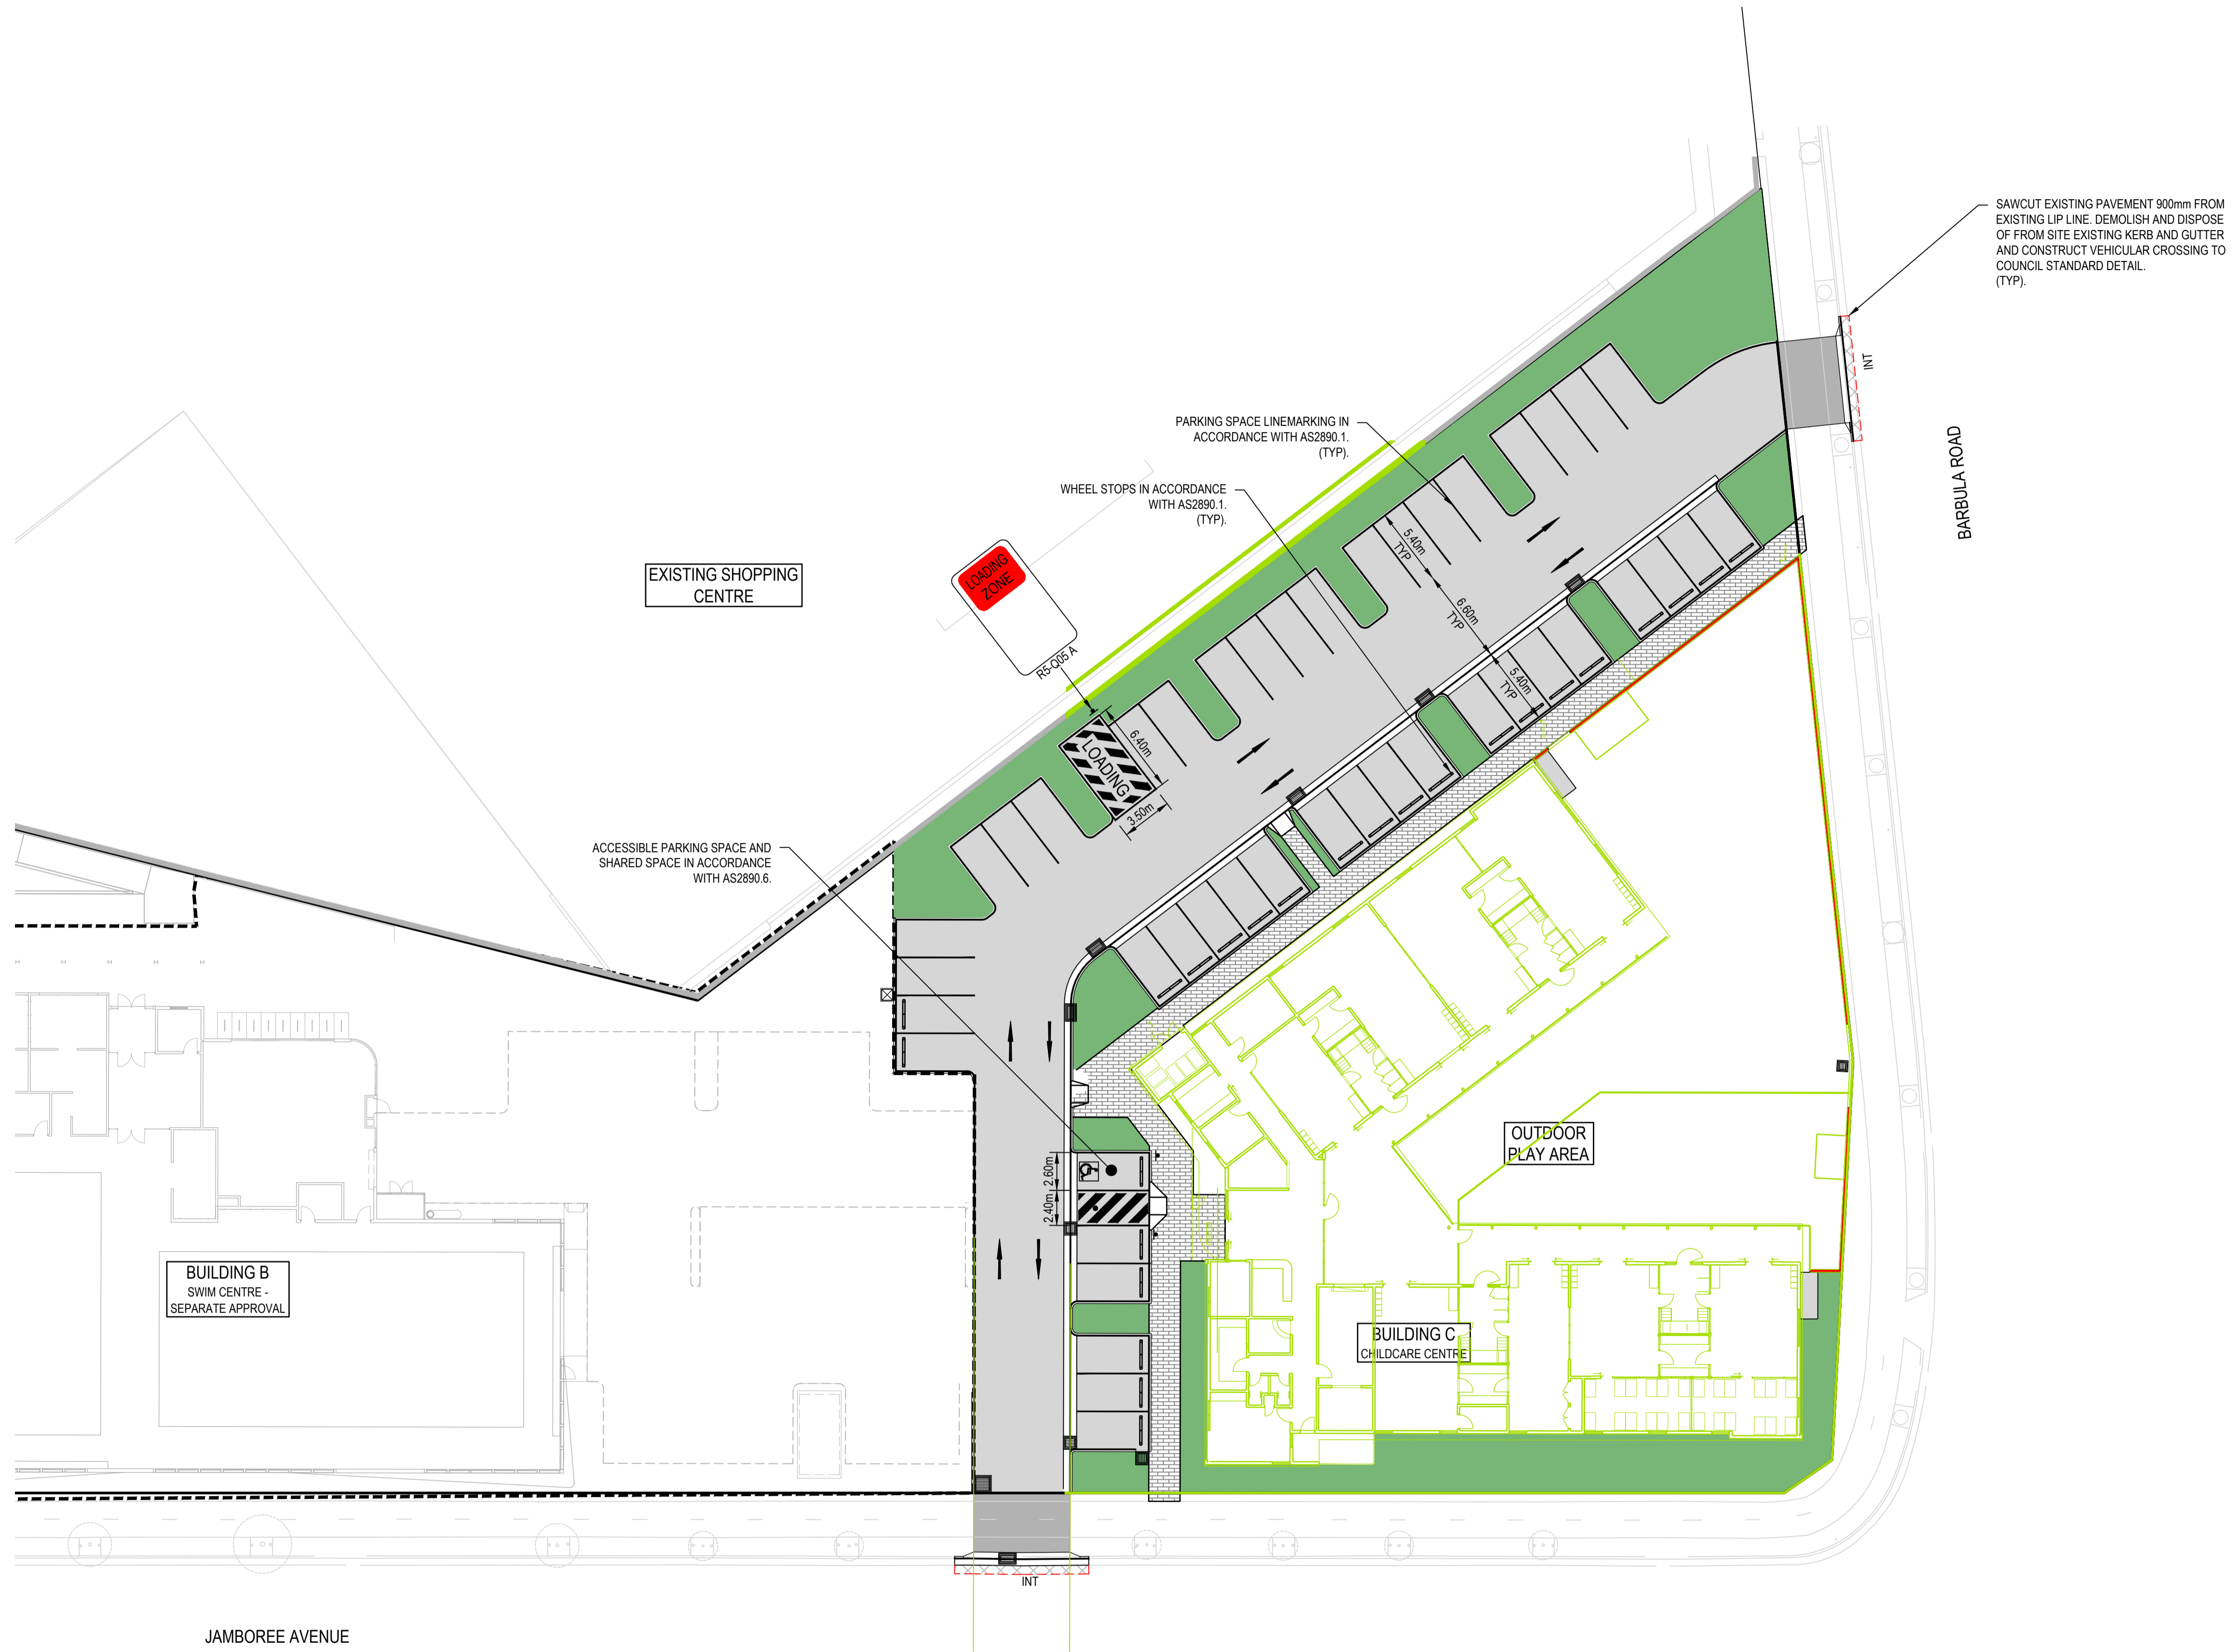 SAWCUT EXISTING PAVEMENT 900mm FROM
EXISTING LIP LINE. DEMOLISH AND DISPOSE
OF FROM SITE EXISTING KERB AND GUTTER
AND CONSTRUCT VEHICULAR CROSSING TO
COUNCIL STANDARD DETAIL.
(TYP).
INT
BARBULA ROAD
PARKING SPACE LINEMARKING IN
ACCORDANCE WITH AS2890.1.
(TYP).
WHEEL STOPS IN ACCORDANCE
WITH AS2890.1.
(TYP).
5.40m
TYP
6.60m
TYP
5.40m
TYP
EXISTING SHOPPING
CENTRE
LOADING
ZONE
R5-Q05 A
LOADING
6.40m
3.50m
ACCESSIBLE PARKING SPACE AND
SHARED SPACE IN ACCORDANCE
WITH AS2890.6.
2.60m
2.40m
OUTDOOR
PLAY AREA
BUILDING B
SWIM CENTRE -
SEPARATE APPROVAL
BUILDING C
CHILDCARE CENTRE
INT
JAMBOREE AVENUE